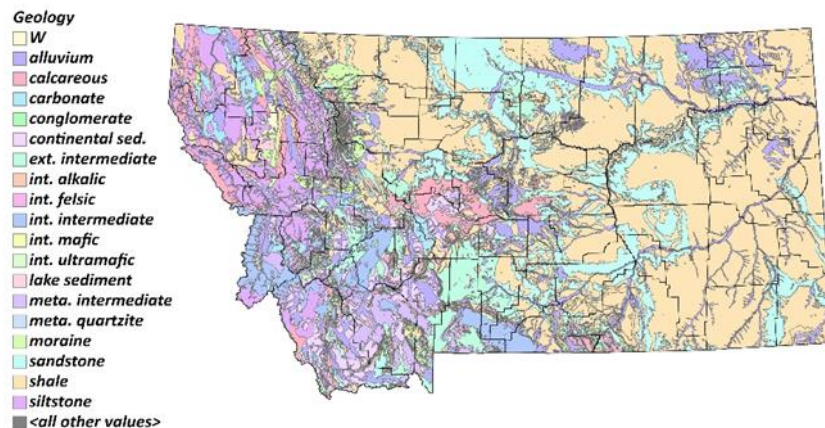 Geology
W
alluvium
calcareous
carbonate
conglomerate
continental sed.
ext. intermediate
int. alkalic
int. felsic
int. intermediate
int. mafic
int. ultramafic
lake sediment
meta. intermediate
meta. quartzite
moraine
sandstone
shale
siltstone
<all other values>